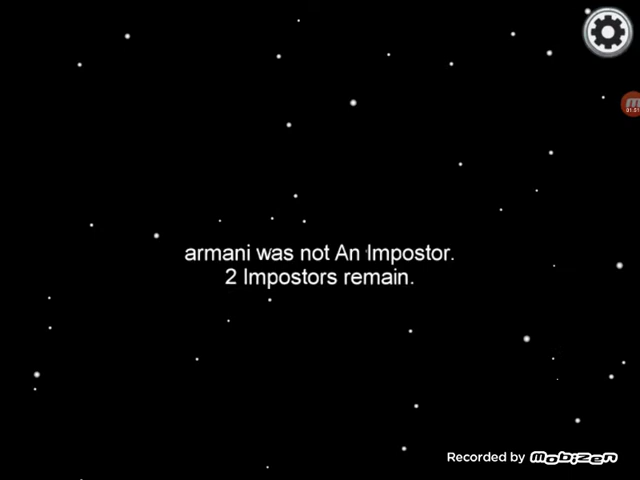 armani was not An Impostor.
2 Impostors remain.
Recorded by Mobizen